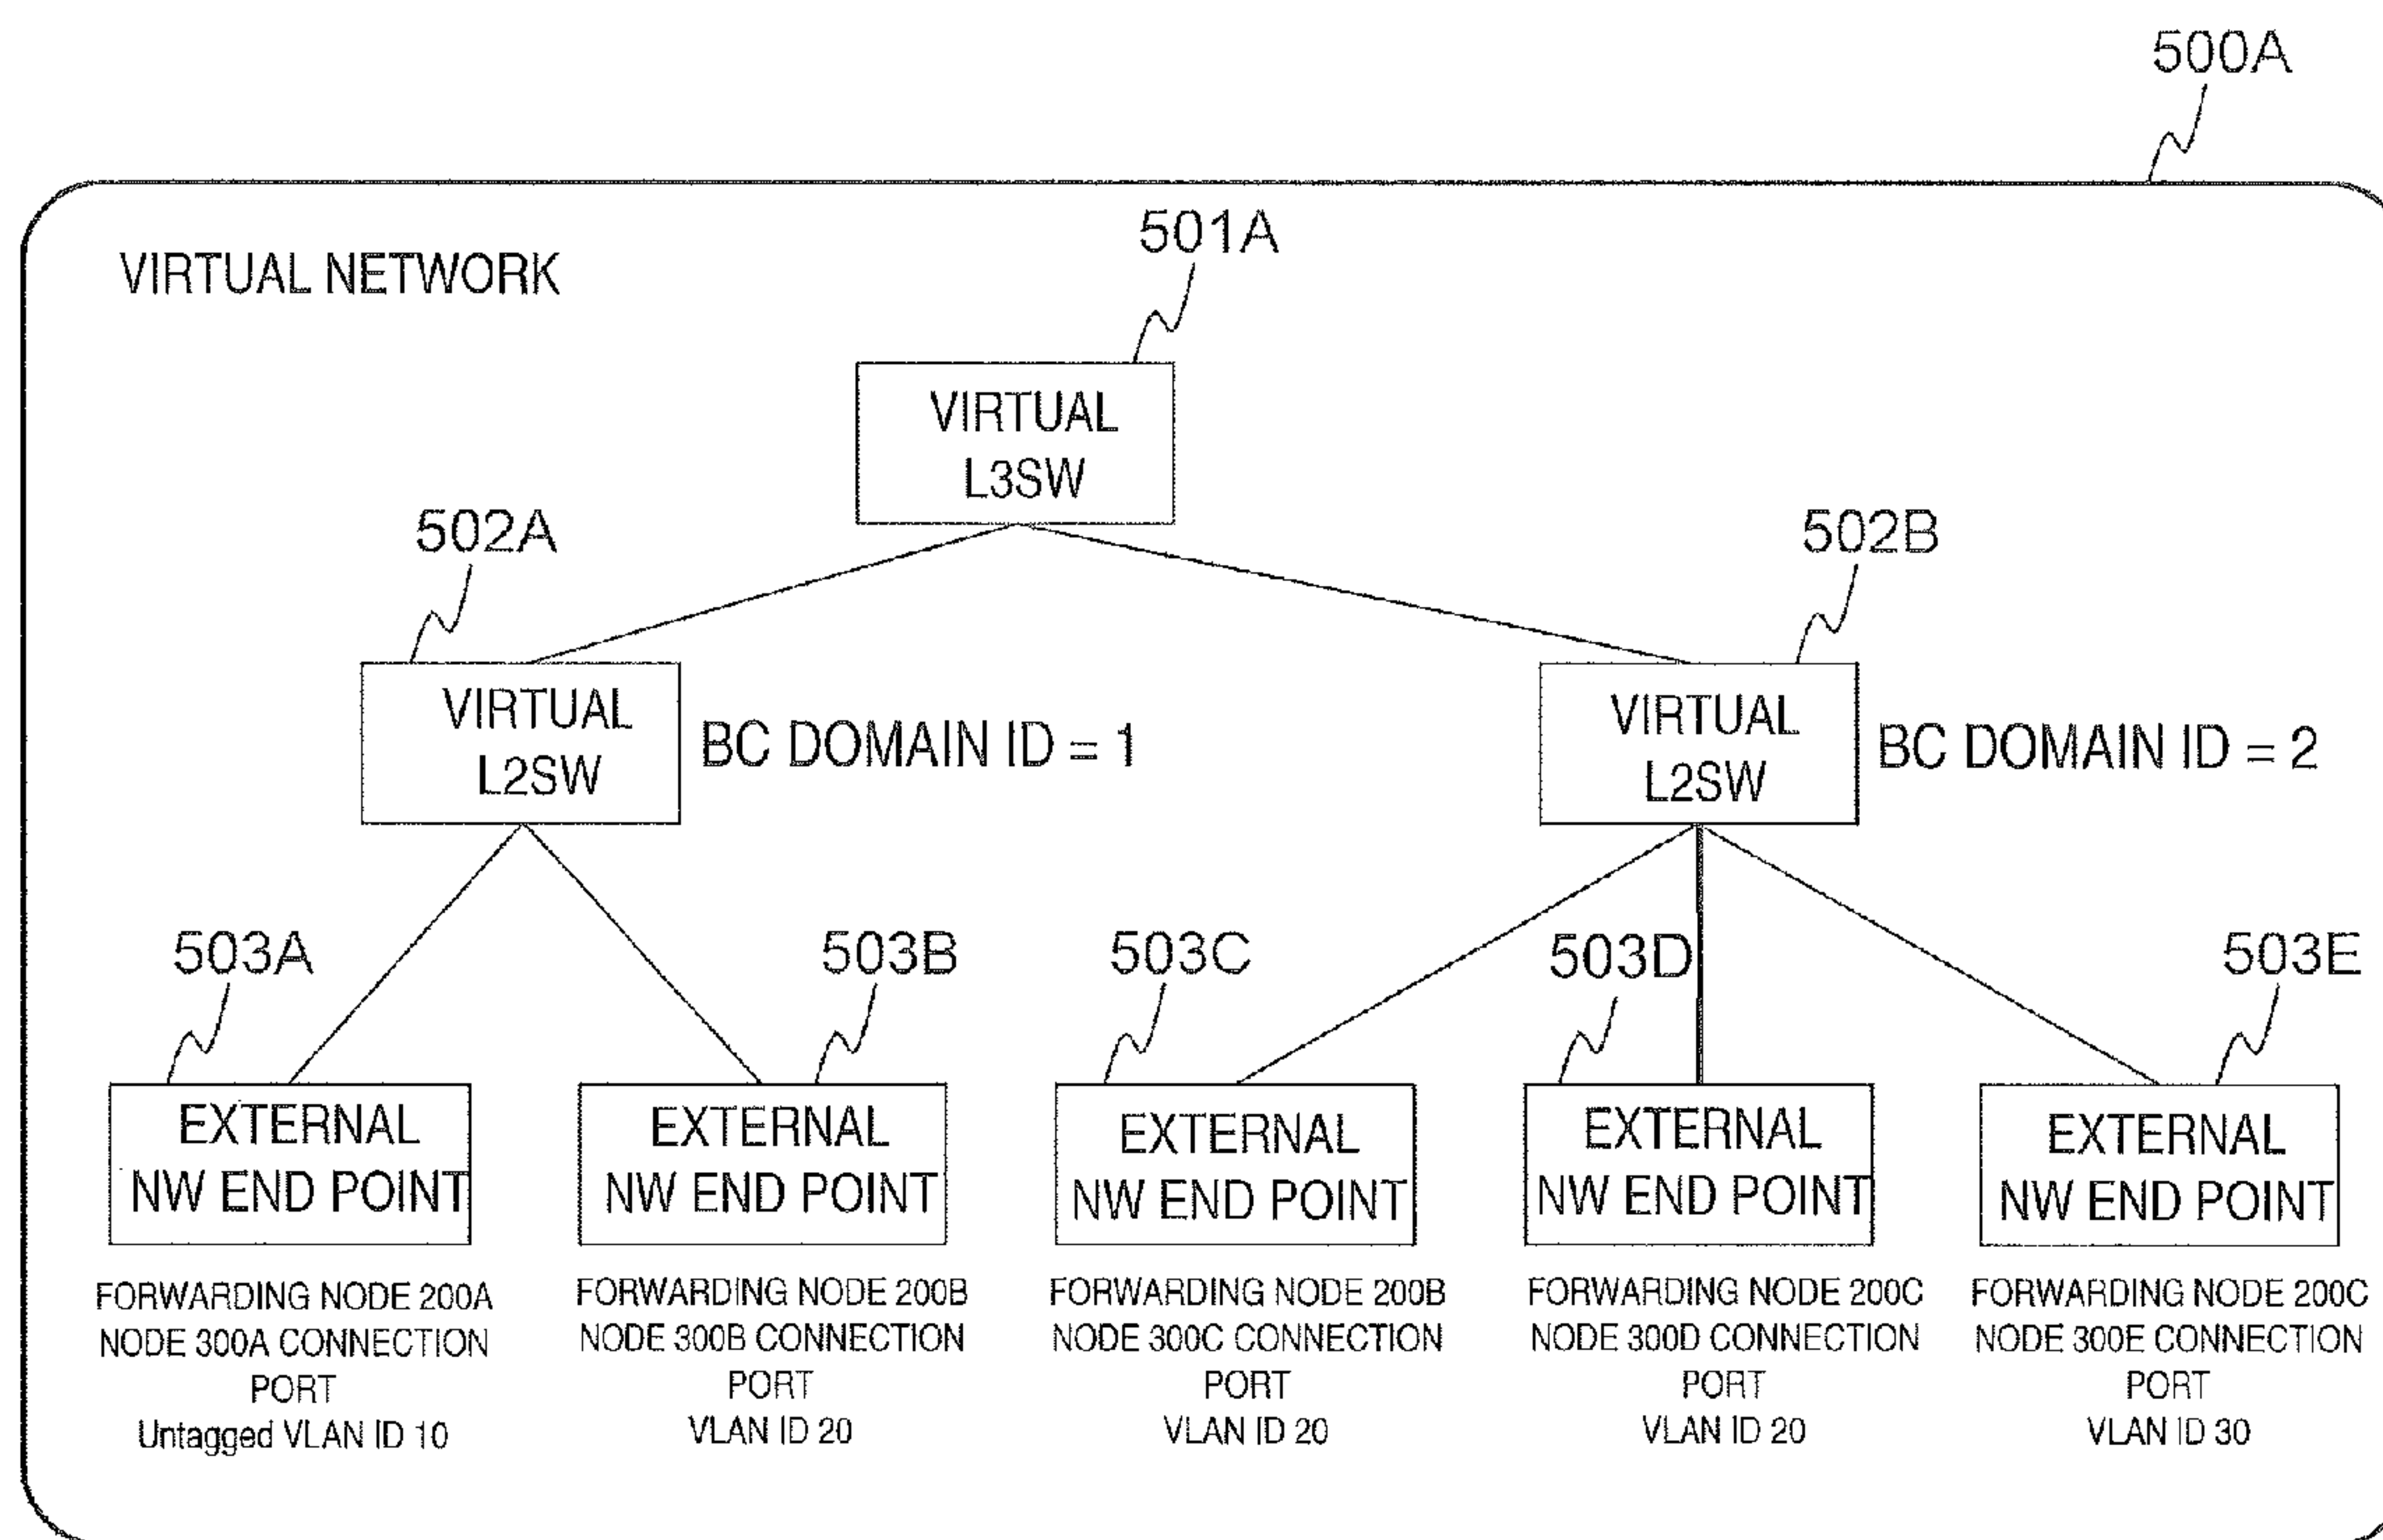 500A
501A
VIRTUAL NETWORK
VIRTUAL
L3SW
502A
502B
VIRTUAL
L2SW
BC DOMAIN ID = 1
VIRTUAL
L2SW
BC DOMAIN ID = 2
503A
503B
503C
503D
503E
EXTERNAL
NW END POINT
EXTERNAL
NW END POINT
EXTERNAL
NW END POINT
EXTERNAL
NW END POINT
EXTERNAL
NW END POINT
FORWARDING NODE 200A
NODE 300A CONNECTION
PORT
Untagged VLAN ID 10
FORWARDING NODE 200B
NODE 300B CONNECTION
PORT
VLAN ID 20
FORWARDING NODE 200B
NODE 300C CONNECTION
PORT
VLAN ID 20
FORWARDING NODE 200C
NODE 300D CONNECTION
PORT
VLAN ID 20
FORWARDING NODE 200C
NODE 300E CONNECTION
PORT
VLAN ID 30